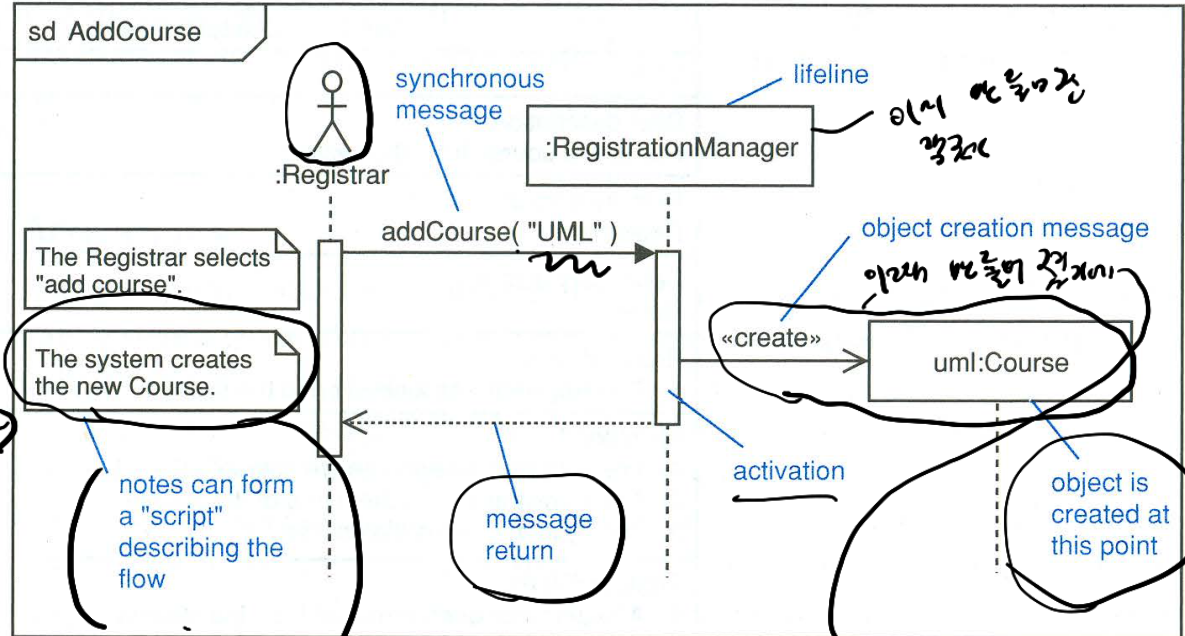 sd AddCourse
synchronous
message
lifeline
:RegistrationManager
:Registrar
addCourse( "UML" )
object creation message
The Registrar selects
"add course".
«create»
The system creates
the new Course.
uml:Course
activation
notes can form
a "script"
describing the
flow
message
return
object is
created at
this point